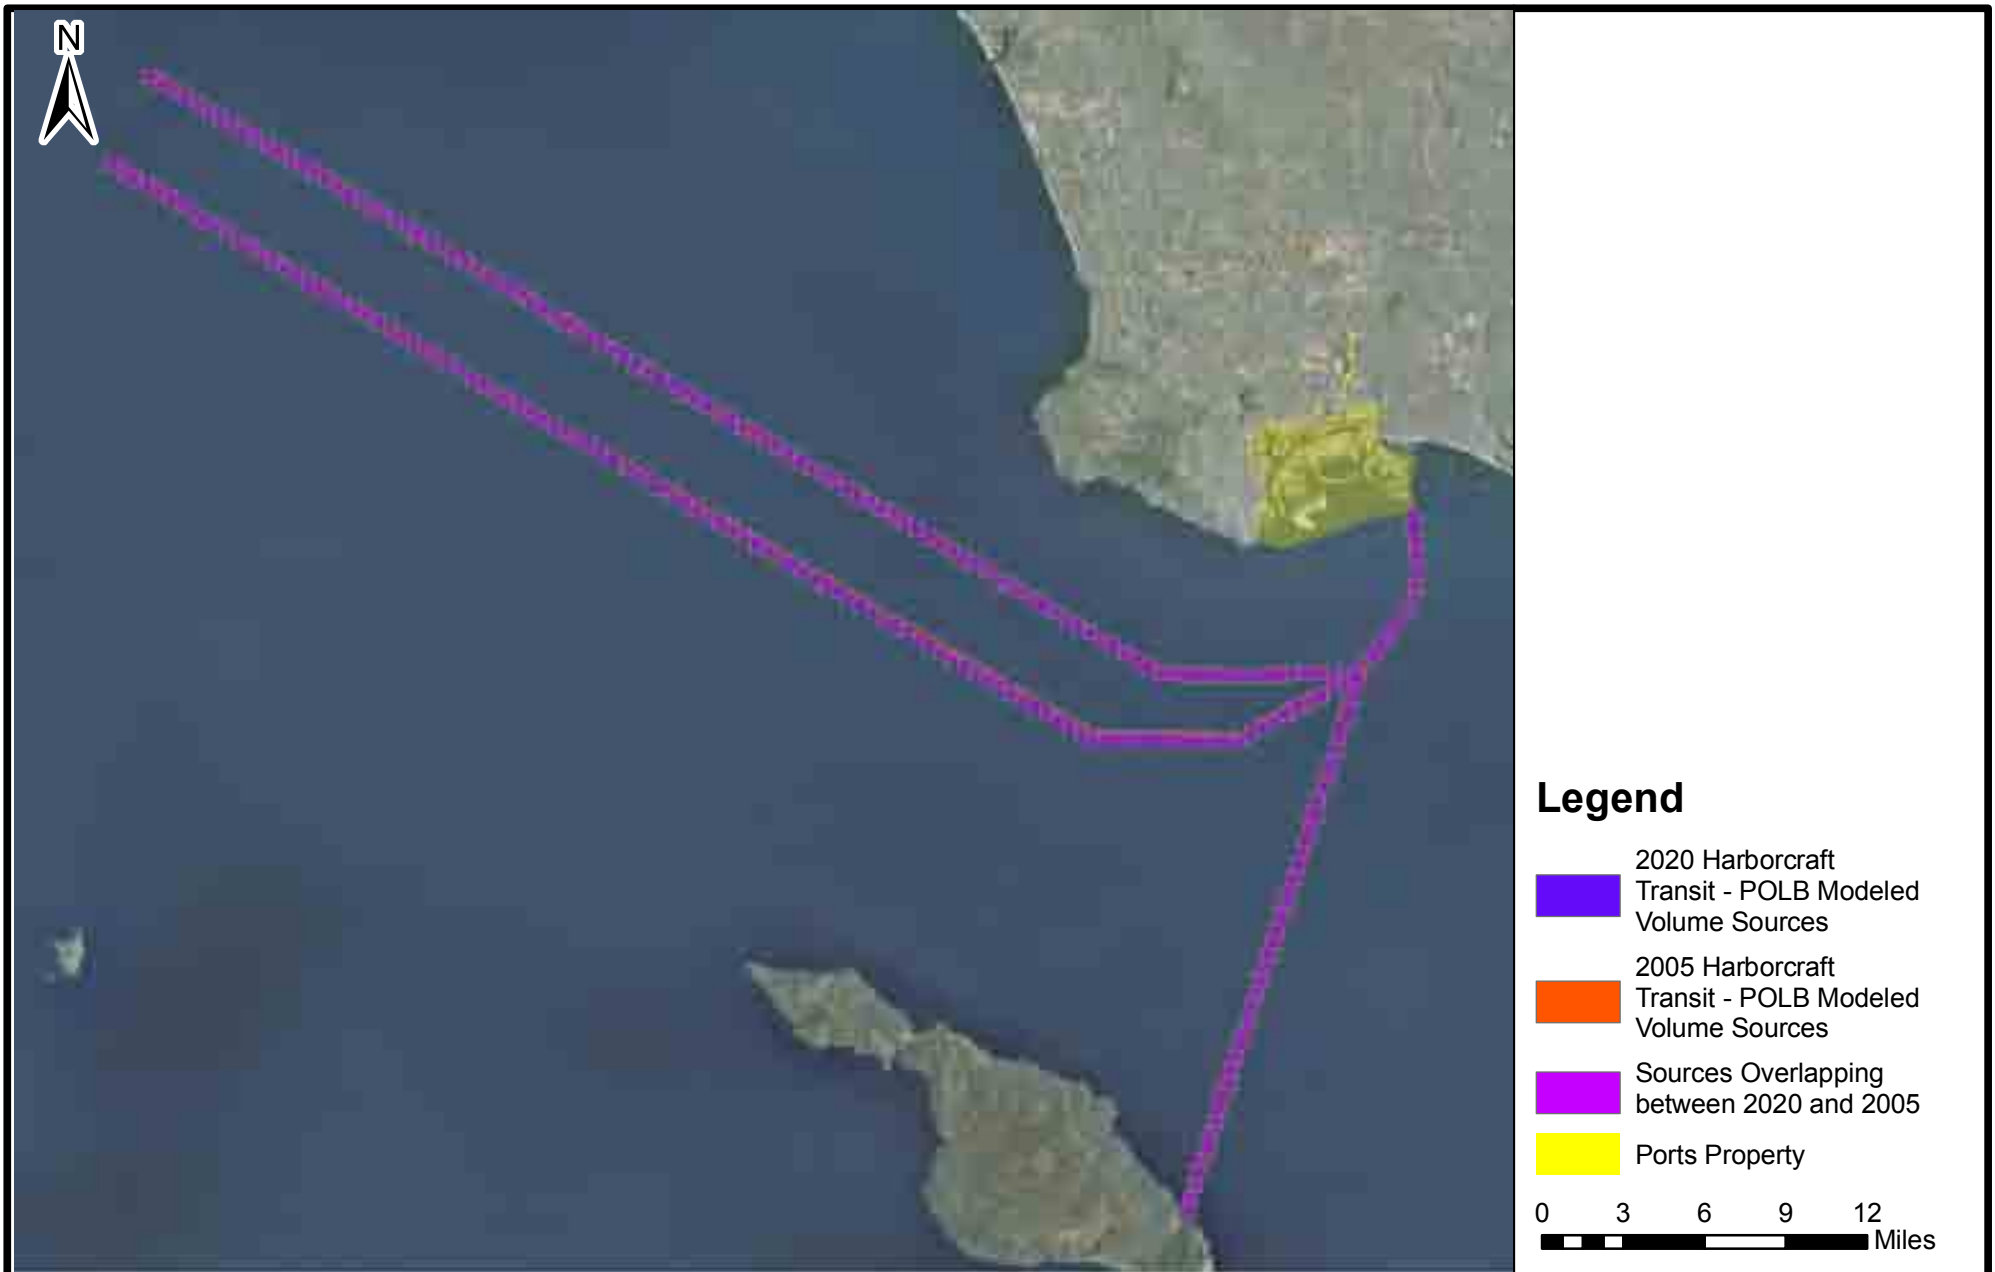 N
Legend
2020 Harborcraft
Transit - POLB Modeled
Volume Sources
2005 Harborcraft
Transit - POLB Modeled
Volume Sources
Sources Overlapping
between 2020 and 2005
Ports Property
0 3 6 9 12
Miles